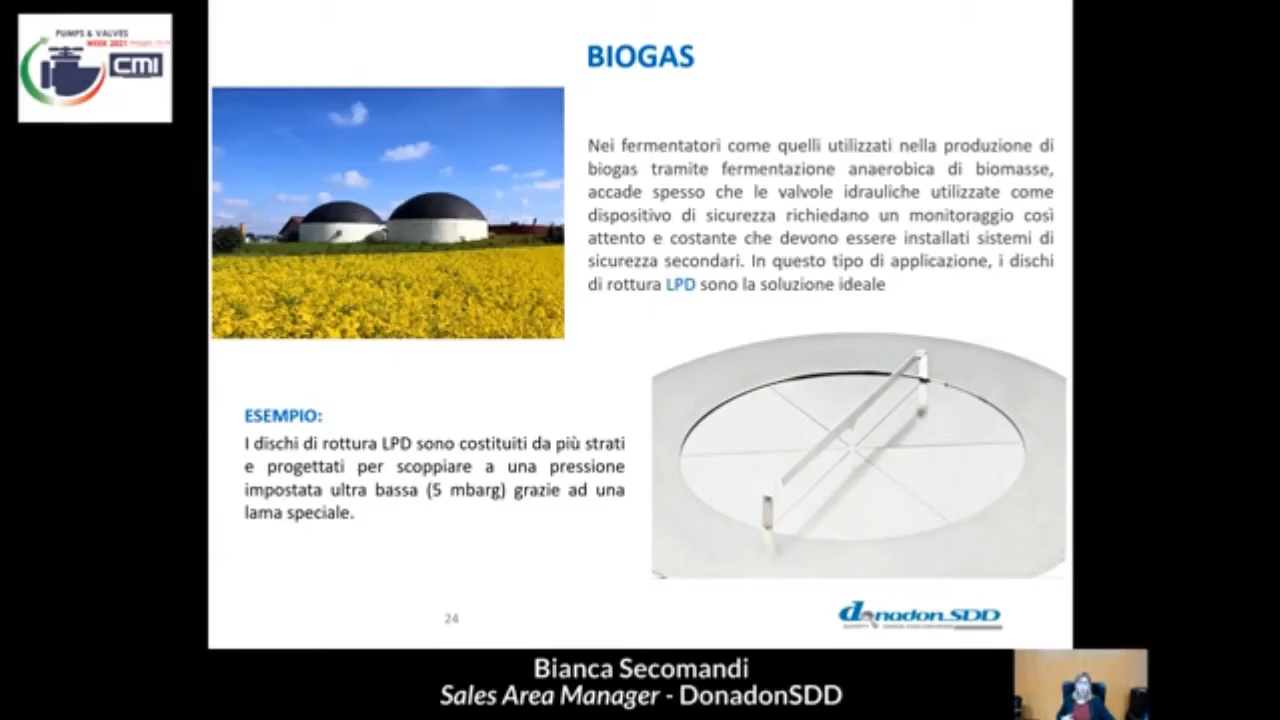 PUMPS & VALVES
WEEK 2021
CMI
BIOGAS
Nei fermentatori come quelli utilizzati nella produzione di
biogas tramite fermentazione anaerobica di biomasse,
accade spesso che le valvole idrauliche utilizzate come
dispositivo di sicurezza richiedano un monitoraggio così
attento e costante che devono essere installati sistemi di
sicurezza secondari. In questo tipo di applicazione, i dischi
di rottura LPD sono la soluzione ideale
ESEMPIO:
I dischi di rottura LPD sono costituiti da più strati
e progettati per scoppiare a una pressione
impostata ultra bassa (5 mbarg) grazie ad una
lama speciale.
24
donadon SDD
Bianca Secomandi
Sales Area Manager - DonadonSDD